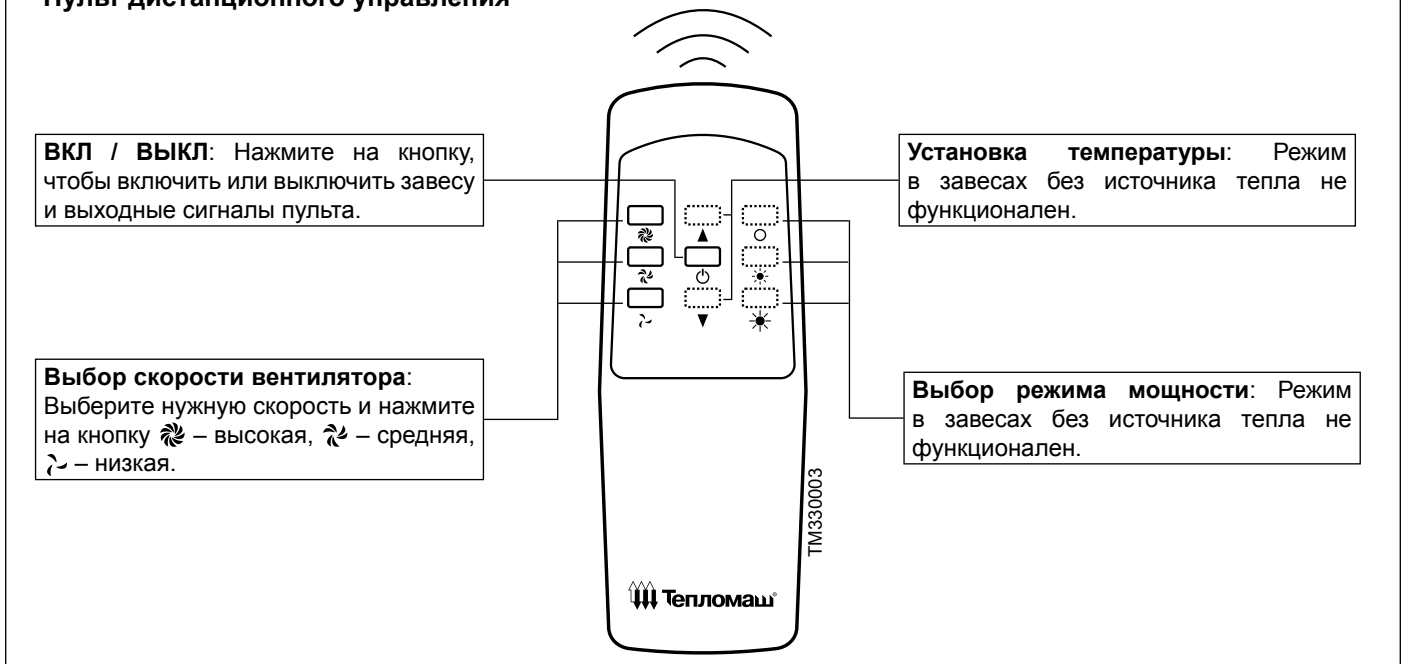 Пульт дистанционного управления
ВКЛ / ВЫКЛ: Нажмите на кнопку,
чтобы включить или выключить завесу
и выходные сигналы пульта.
Установка температуры: Режим
в завесах без источника тепла не
функционален.
Выбор скорости вентилятора:
Выберите нужную скорость и нажмите
на кнопку – высокая, – средняя,
– низкая.
Выбор режима мощности: Режим
в завесах без источника тепла не
функционален.
TM330003
Тепломаш®